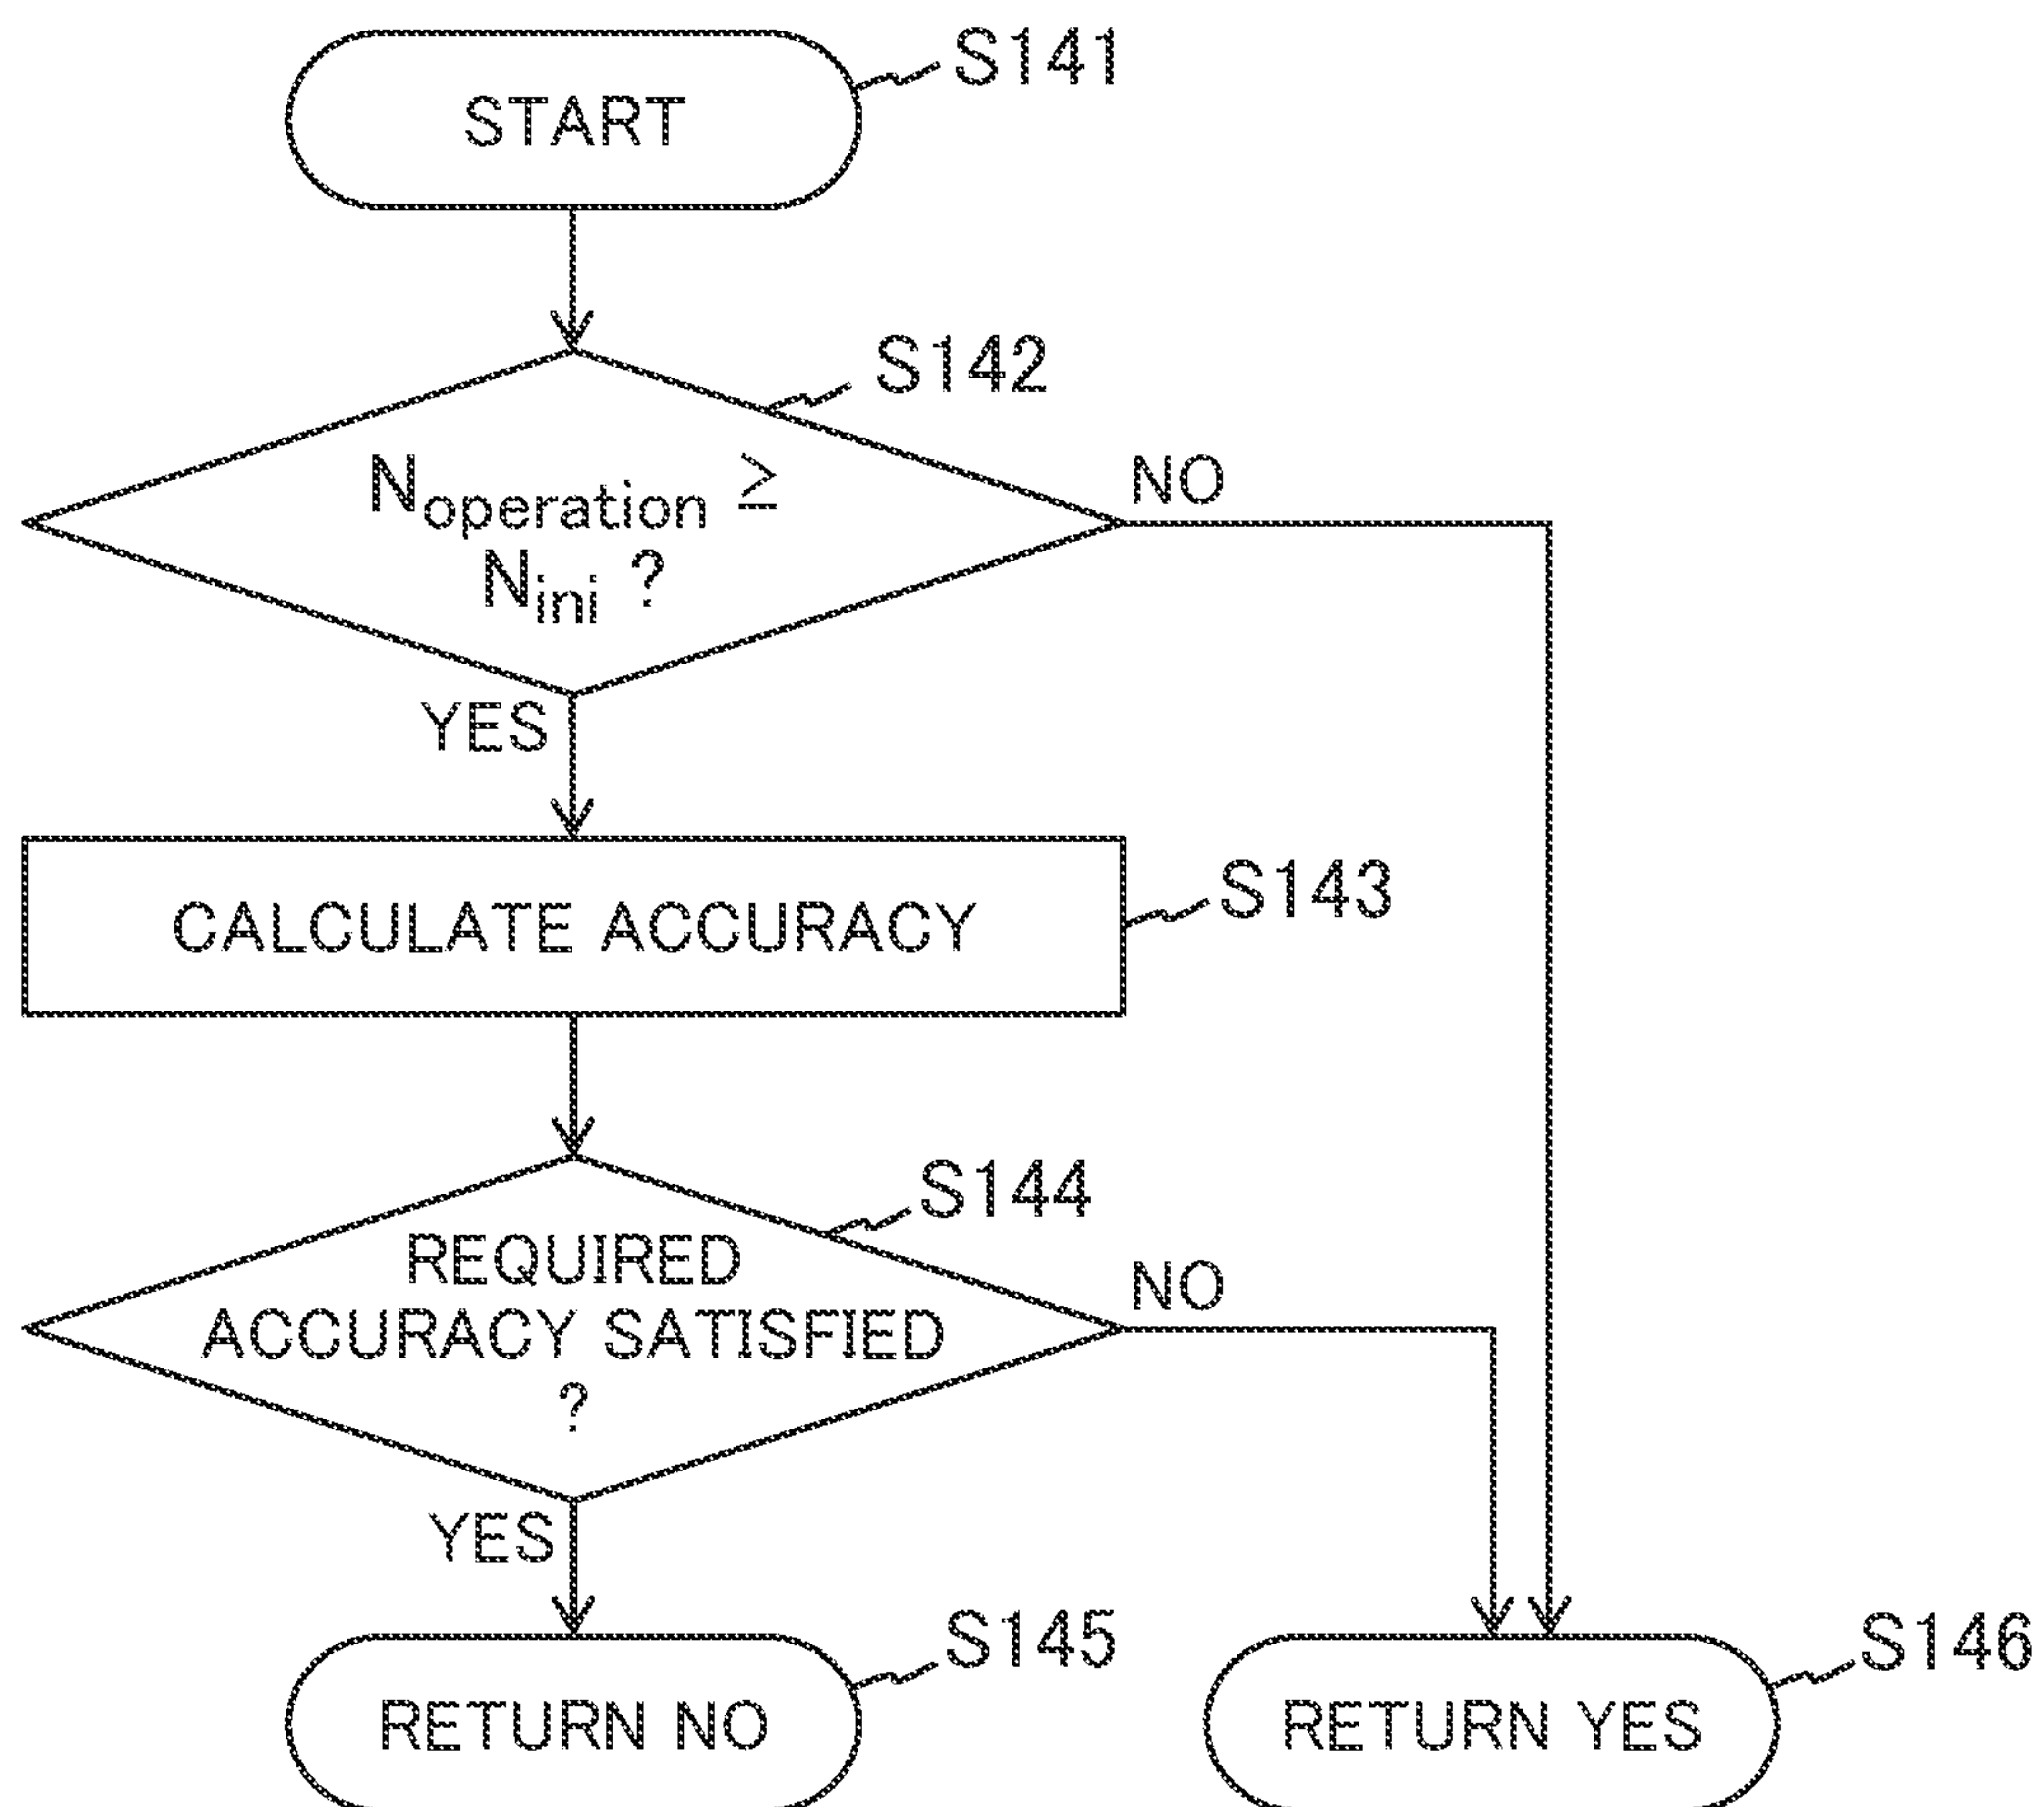 START
S141
S142
Noperation ≥
Nini ?
NO
YES
CALCULATE ACCURACY
S143
S144
REQUIRED
ACCURACY SATISFIED
?
NO
YES
RETURN NO
S145
RETURN YES
S146